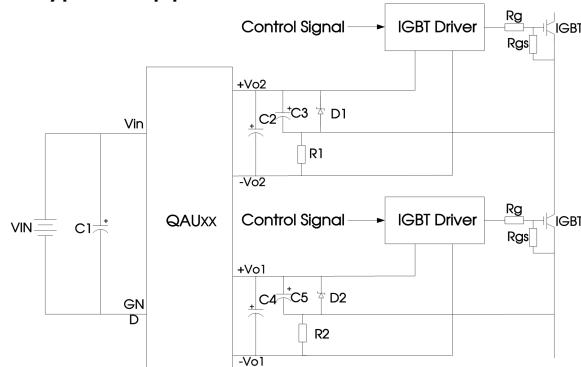 Control Signal
IGBT Driver
Rg
IGBT
Rgs
+Vo2
C2
+
C3
+
D1
R1
-Vo2
Vin
VIN
C1
+
QAUxx
GN
D
Control Signal
IGBT Driver
Rg
IGBT
Rgs
+Vo1
C4
+
C5
+
D2
R2
-Vo1